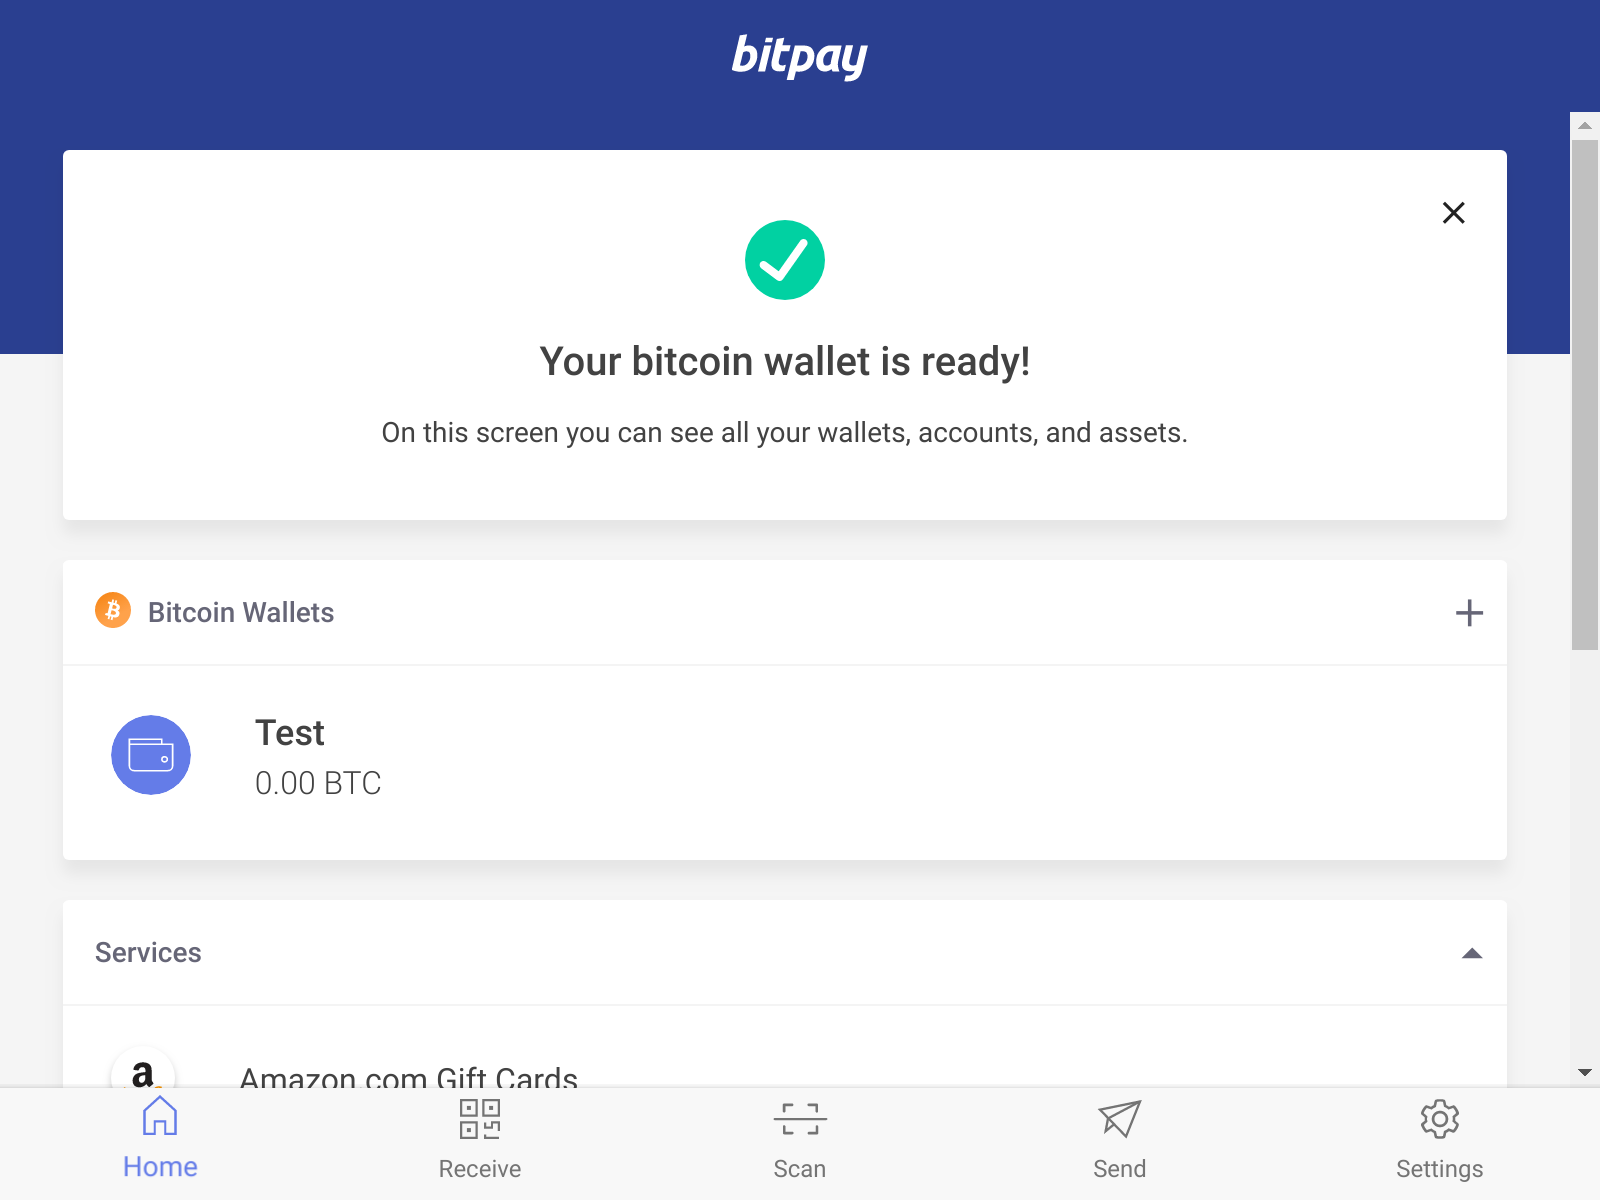 bitpay
Your bitcoin wallet is ready!
On this screen you can see all your wallets, accounts, and assets.
Bitcoin Wallets
Test
0.00 BTC
Services
a
Amazon.com Gift Cards
Home
Receive
Scan
Send
Settings